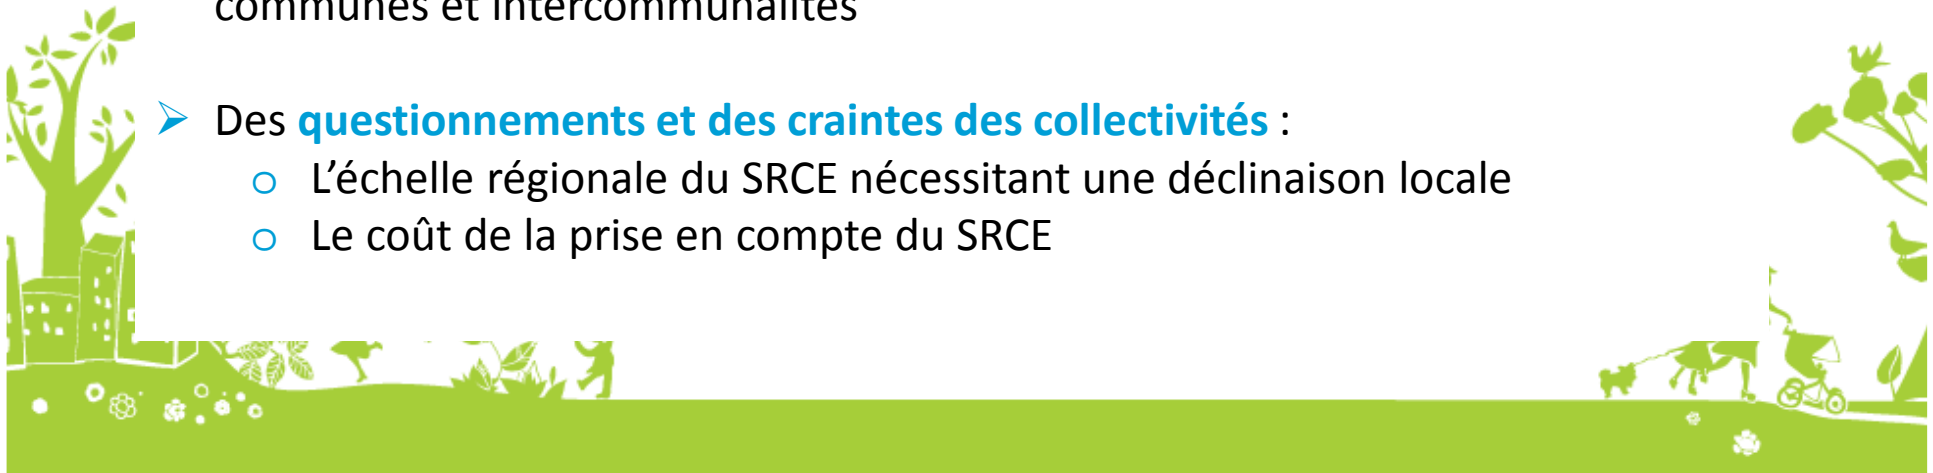 communes et intercommunalités
➢ Des questionnements et des craintes des collectivités :
o L’échelle régionale du SRCE nécessitant une déclinaison locale
o Le coût de la prise en compte du SRCE